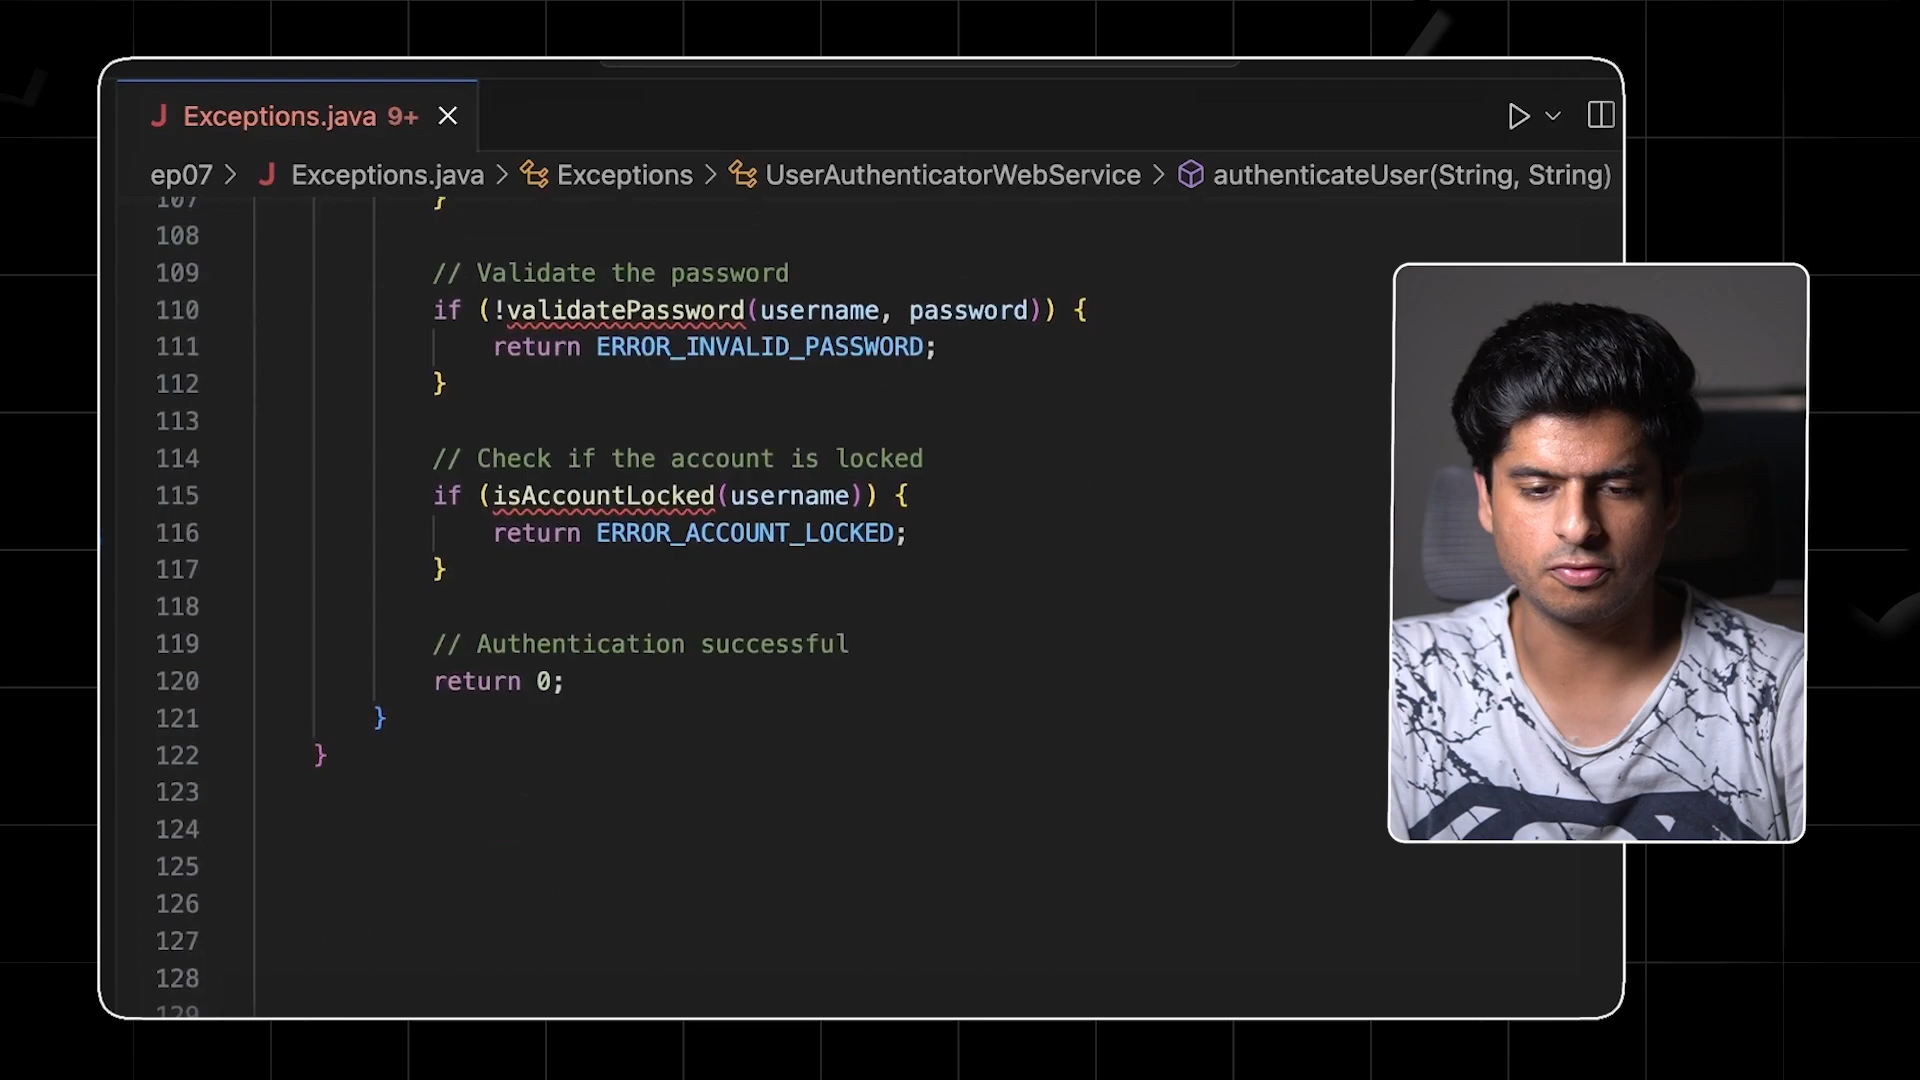 Exceptions.java 9+
ep07 > Exceptions.java > Exceptions > UserAuthenticatorWebService > authenticateUser(String, String)
107 }
108
109 // Validate the password
110 if (!validatePassword(username, password)) {
111 return ERROR_INVALID_PASSWORD;
112 }
113
114 // Check if the account is locked
115 if (isAccountLocked(username)) {
116 return ERROR_ACCOUNT_LOCKED;
117 }
118
119 // Authentication successful
120 return 0;
121 }
122 }
123
124
125
126
127
128
129